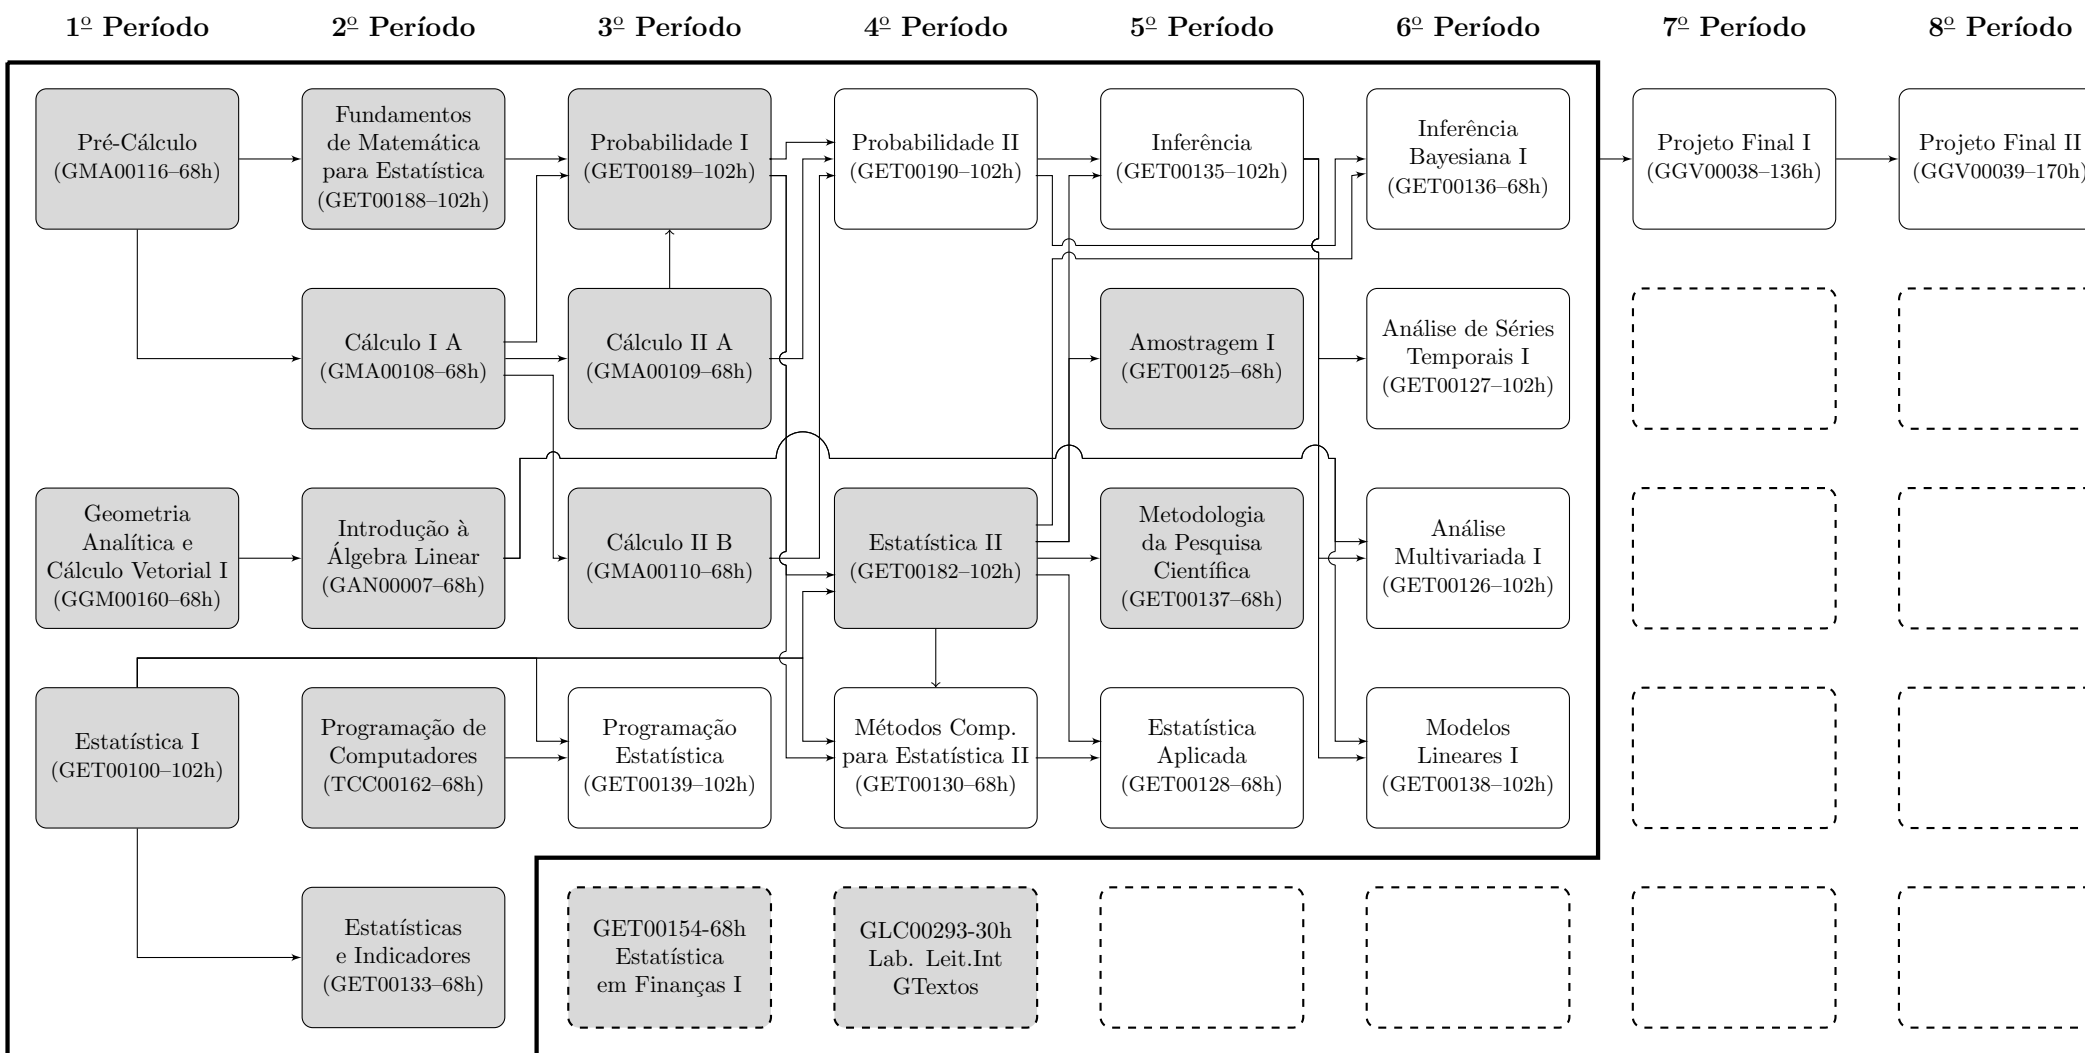 1º Período
2º Período
3º Período
4º Período
5º Período
6º Período
7º Período
8º Período
Pré-Cálculo
(GMA00116–68h)
Fundamentos
de Matemática
para Estatística
(GET00188–102h)
Probabilidade I
(GET00189–102h)
Probabilidade II
(GET00190–102h)
Inferência
(GET00135–102h)
Inferência
Bayesiana I
(GET00136–68h)
Projeto Final I
(GGV00038–136h)
Projeto Final II
(GGV00039–170h)
Cálculo I A
(GMA00108–68h)
Cálculo II A
(GMA00109–68h)
Amostragem I
(GET00125–68h)
Análise de Séries
Temporais I
(GET00127–102h)
Geometria
Analítica e
Cálculo Vetorial I
(GGM00160–68h)
Introdução à
Álgebra Linear
(GAN00007–68h)
Cálculo II B
(GMA00110–68h)
Estatística II
(GET00182–102h)
Metodologia
da Pesquisa
Científica
(GET00137–68h)
Análise
Multivariada I
(GET00126–102h)
Estatística I
(GET00100–102h)
Programação de
Computadores
(TCC00162–68h)
Programação
Estatística
(GET00139–102h)
Métodos Comp.
para Estatística II
(GET00130–68h)
Estatística
Aplicada
(GET00128–68h)
Modelos
Lineares I
(GET00138–102h)
Estatísticas
e Indicadores
(GET00133–68h)
GET00154-68h
Estatística
em Finanças I
GLC00293-30h
Lab. Leit.Int
GTextos